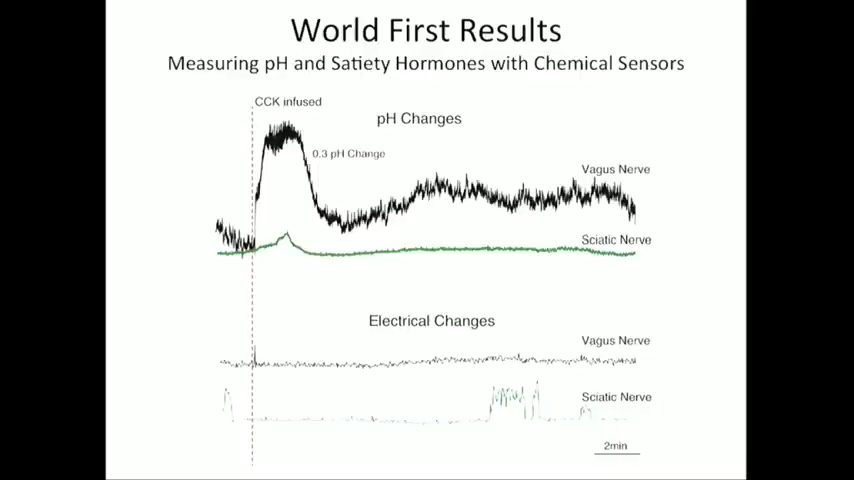 World First Results
Measuring pH and Satiety Hormones with Chemical Sensors
CCK infused
pH Changes
0.3 pH Change
Vagus Nerve
Sciatic Nerve
Electrical Changes
Vagus Nerve
Sciatic Nerve
2min